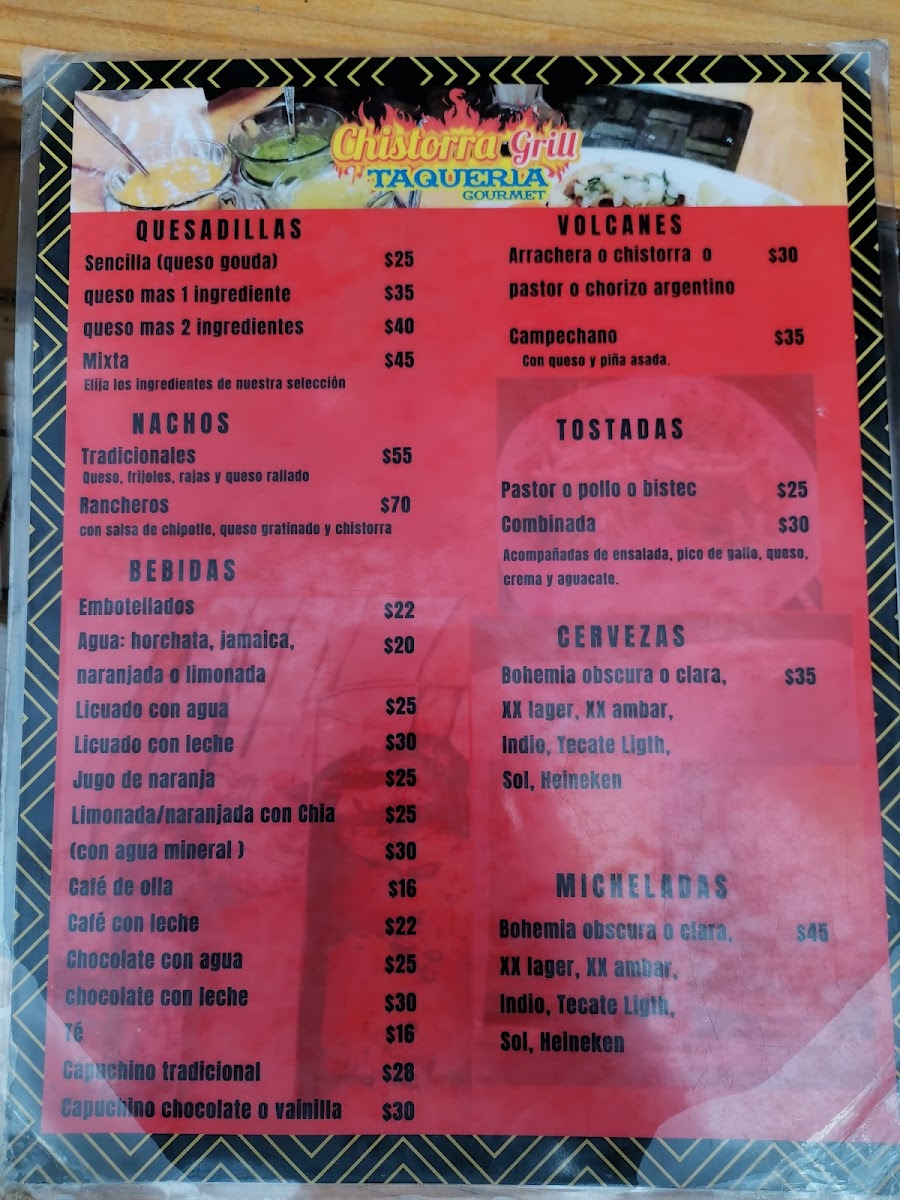 Chistorra Grill
TAQUERIA
GOURMET
QUESADILLAS
Sencilla (queso gouda) $25
queso mas 1 ingrediente $35
queso mas 2 ingredientes $40
Mixta $45
Elija los ingredientes de nuestra selección
NACHOS
Tradicionales $55
Queso, frijoles, rajas y queso rallado
Rancheros $70
con salsa de chipotle, queso gratinado y chistorra
BEBIDAS
Embotellados $22
Agua: horchata, jamaica, $20
naranjada o limonada
Licuado con agua $25
Licuado con leche $30
Jugo de naranja $25
Limonada/naranjada con Chia $25
(con agua mineral ) $30
Café de olla $16
Café con leche $22
Chocolate con agua $25
chocolate con leche $30
Té $16
Capuchino tradicional $28
Capuchino chocolate o vainilla $30
VOLCANES
Arrachera o chistorra o $30
pastor o chorizo argentino
Campechano $35
Con queso y piña asada.
TOSTADAS
Pastor o pollo o bistec $25
Combinada $30
Acompañadas de ensalada, pico de gallo, queso,
crema y aguacate.
CERVEZAS
Bohemia obscura o clara, $35
XX lager, XX ambar,
Indio, Tecate Ligth,
Sol, Heineken
MICHELADAS
Bohemia obscura o clara, $45
XX lager, XX ambar,
Indio, Tecate Ligth,
Sol, Heineken